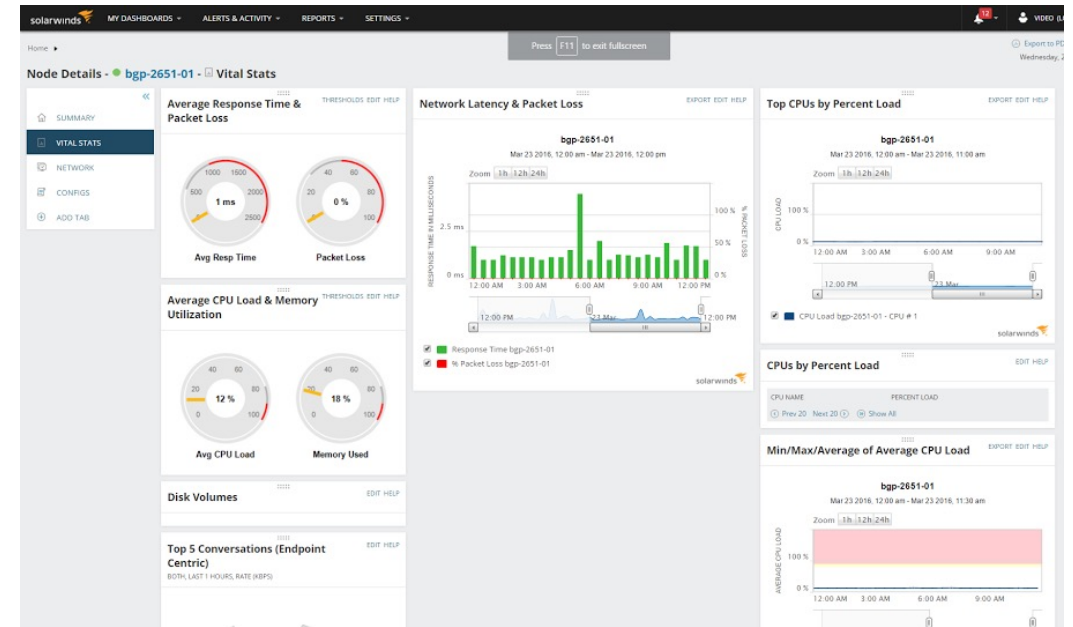 solarwinds MY DASHBOARDS ALERTS & ACTIVITY REPORTS SETTINGS 12 VIDEO (L
Home
Press F11 to exit fullscreen
Export to PD
Wednesday, 2
Node Details - bgp-2651-01 - Vital Stats
«
SUMMARY
VITAL STATS
NETWORK
CONFIGS
ADD TAB
Average Response Time & Packet Loss
THRESHOLDS EDIT HELP
500 1000 1500 2000 2500
1 ms
Avg Resp Time
0 20 40 60 80 100
0 %
Packet Loss
Average CPU Load & Memory Utilization
THRESHOLDS EDIT HELP
0 20 40 60 80 100
12 %
Avg CPU Load
0 20 40 60 80 100
18 %
Memory Used
Disk Volumes
EDIT HELP
Top 5 Conversations (Endpoint Centric)
EDIT HELP
BOTH, LAST 1 HOURS, RATE (KBPS)
Network Latency & Packet Loss
EXPORT EDIT HELP
bgp-2651-01
Mar 23 2016, 12:00 am - Mar 23 2016, 12:00 pm
Zoom 1h 12h 24h
RESPONSE TIME IN MILLISECONDS
2.5 ms
0 ms
% PACKET LOSS
100 %
50 %
0 %
12:00 AM 3:00 AM 6:00 AM 9:00 AM 12:00 PM
12:00 PM 23 Mar 12:00 PM
Response Time bgp-2651-01
% Packet Loss bgp-2651-01
solarwinds
Top CPUs by Percent Load
EXPORT EDIT HELP
bgp-2651-01
Mar 23 2016, 12:00 am - Mar 23 2016, 11:00 am
Zoom 1h 12h 24h
CPU LOAD
100 %
0 %
12:00 AM 3:00 AM 6:00 AM 9:00 AM
12:00 PM 23 Mar
CPU Load bgp-2651-01 - CPU # 1
solarwinds
CPUs by Percent Load
EDIT HELP
CPU NAME PERCENT LOAD
Prev 20 Next 20 Show All
Min/Max/Average of Average CPU Load
EXPORT EDIT HELP
bgp-2651-01
Mar 23 2016, 12:00 am - Mar 23 2016, 11:30 am
Zoom 1h 12h 24h
AVERAGE CPU LOAD
100 %
0 %
12:00 AM 3:00 AM 6:00 AM 9:00 AM